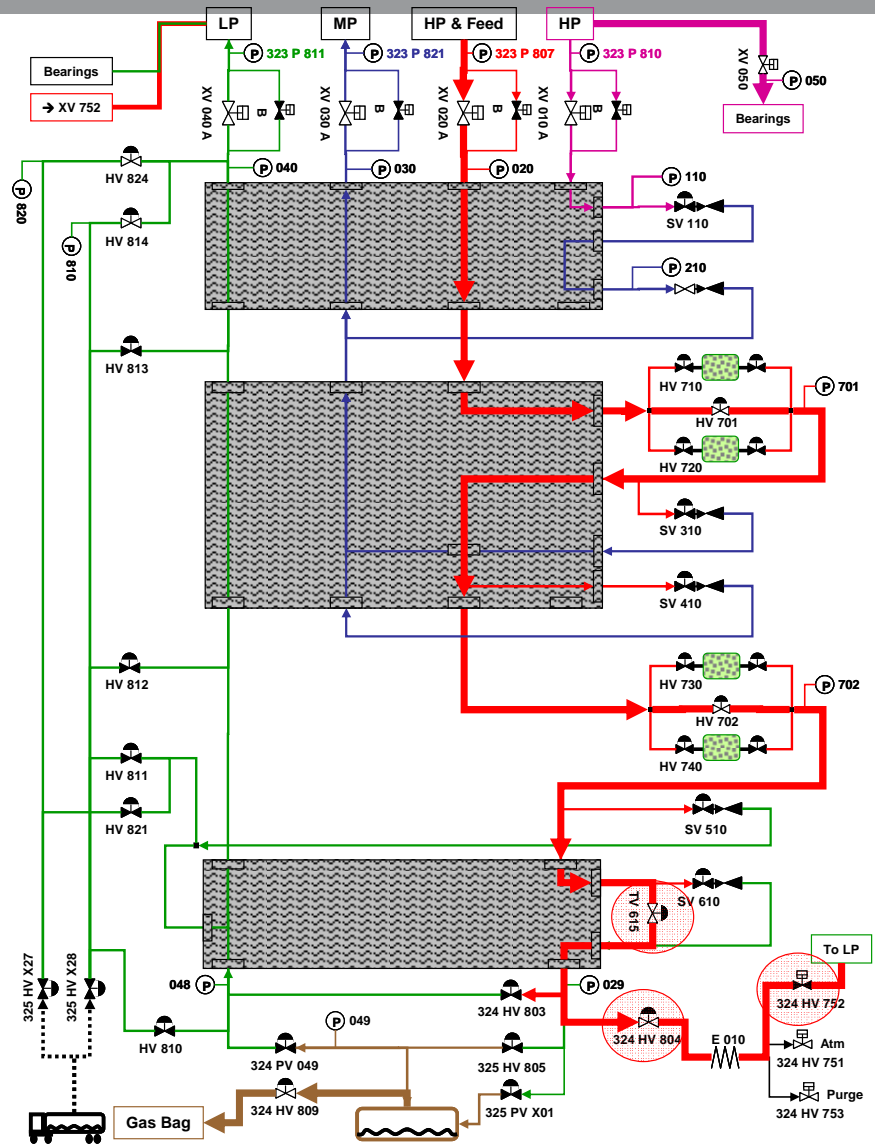 LP
MP
HP & Feed
HP
Bearings
→ XV 752
P 323 P 811
P 323 P 821
P 323 P 807
P 323 P 810
XV 050
P 050
Bearings
XV 040 A
B
XV 030 A
B
XV 020 A
B
XV 010 A
B
P 820
HV 824
P 040
P 030
P 020
P 110
P 810
HV 814
SV 110
P 210
HV 813
HV 710
P 701
HV 701
HV 720
SV 310
SV 410
HV 812
HV 730
P 702
HV 702
HV 740
HV 811
HV 821
SV 510
TV 615
SV 610
To LP
325 HV X27
325 HV X28
048 P
P 029
324 HV 752
324 HV 803
HV 810
P 049
324 HV 804
E 010
Atm
324 HV 751
324 PV 049
325 HV 805
Purge
324 HV 753
324 HV 809
325 PV X01
Gas Bag